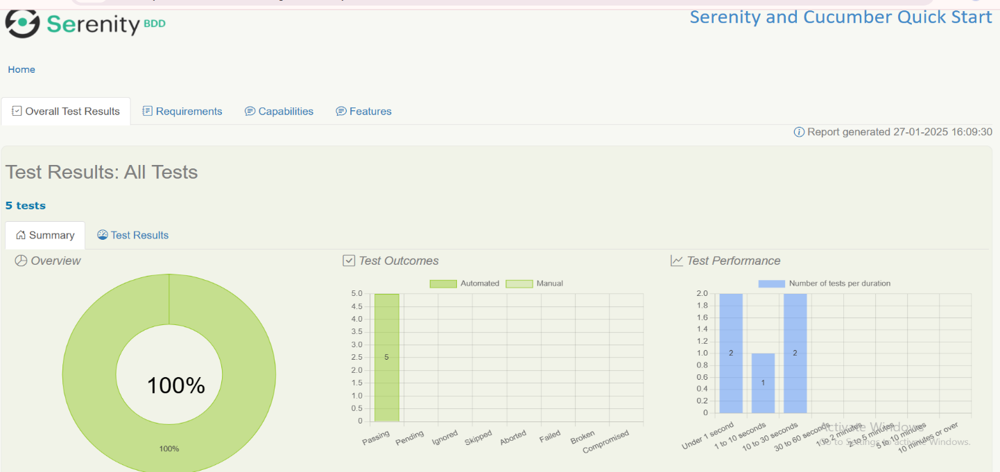 Serenity BDD
Serenity and Cucumber Quick Start
Home
Overall Test Results
Requirements
Capabilities
Features
Report generated 27-01-2025 16:09:30
Test Results: All Tests
5 tests
Summary
Test Results
Overview
100%
100%
Test Outcomes
Automated
Manual
5.0
4.5
4.0
3.5
3.0
2.5
2.0
1.5
1.0
0.5
0
5
Passing
Pending
Ignored
Skipped
Aborted
Failed
Broken
Compromised
Test Performance
Number of tests per duration
2.0
1.8
1.6
1.4
1.2
1.0
0.8
0.6
0.4
0.2
0
2
1
2
Under 1 second
1 to 10 seconds
10 to 30 seconds
30 to 60 seconds
1 to 2 minutes
2 to 5 minutes
5 to 10 minutes
10 minutes or over
Activate Windows
Go to Settings to activate Windows.